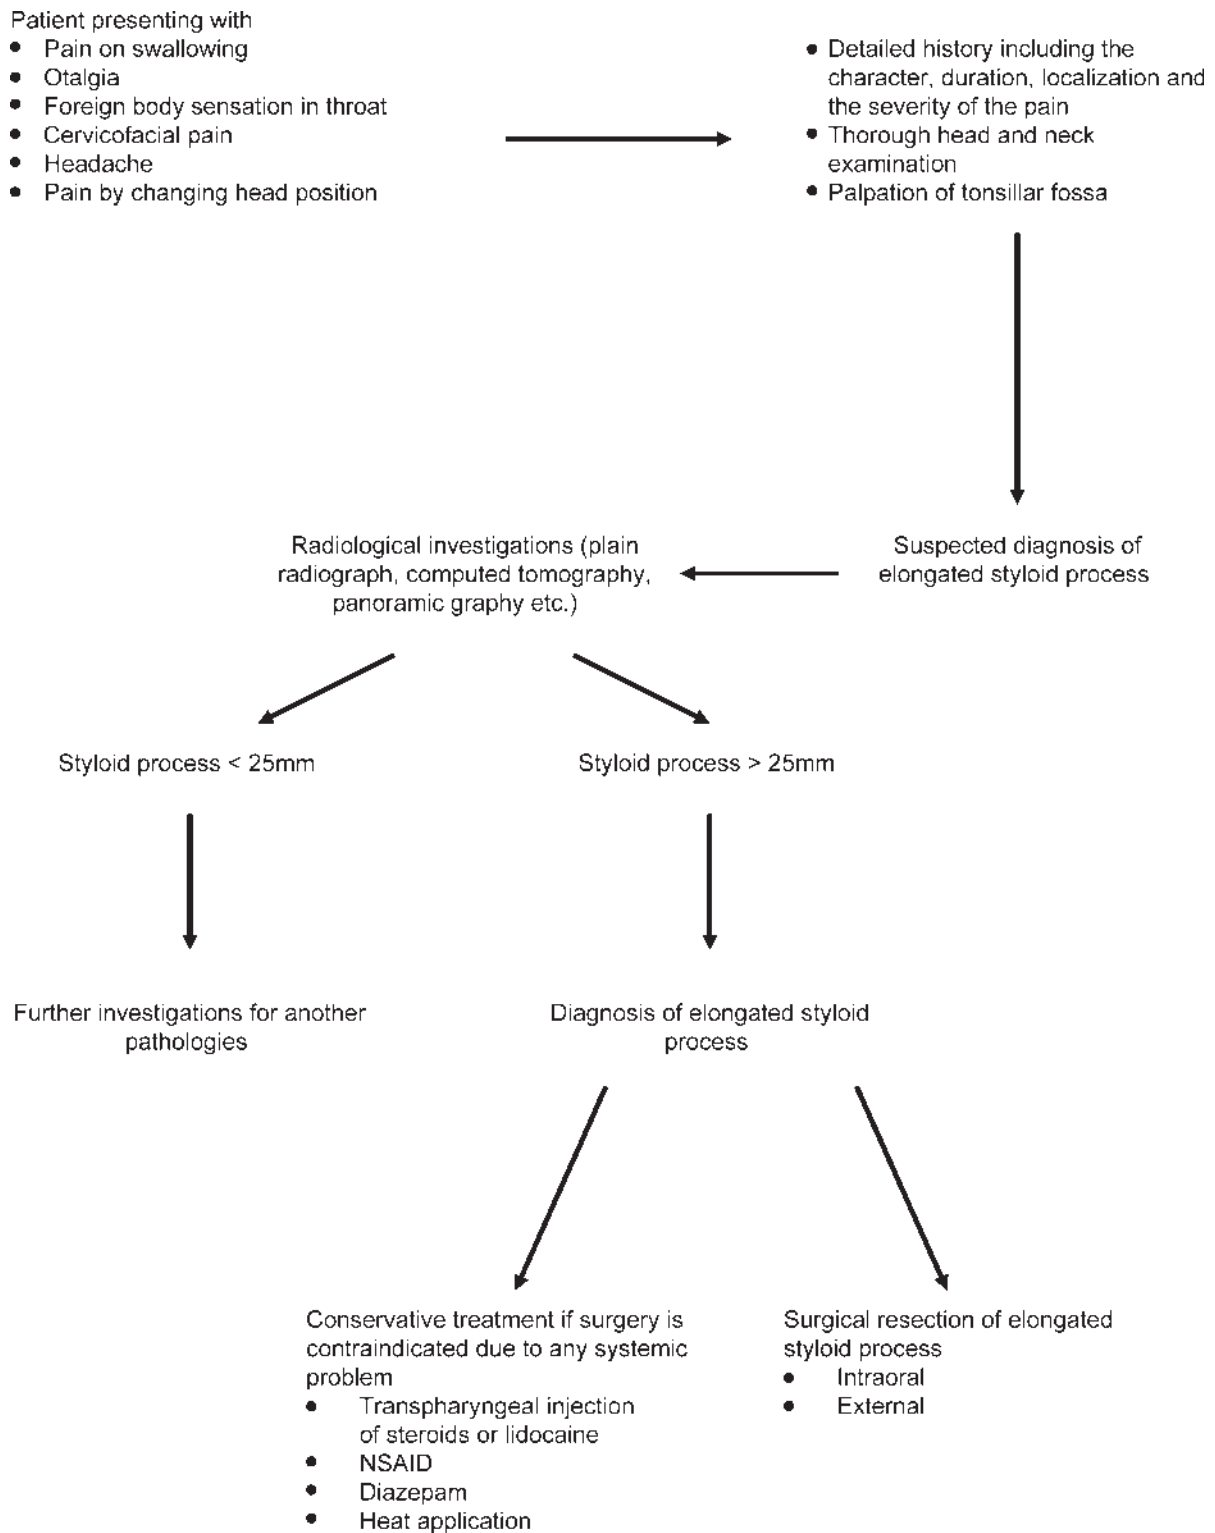 Patient presenting with
• Pain on swallowing
• Otalgia
• Foreign body sensation in throat
• Cervicofacial pain
• Headache
• Pain by changing head position
• Detailed history including the
character, duration, localization and
the severity of the pain
• Thorough head and neck
examination
• Palpation of tonsillar fossa
Suspected diagnosis of
elongated styloid process
Radiological investigations (plain
radiograph, computed tomography,
panoramic graphy etc.)
Styloid process < 25mm
Styloid process > 25mm
Further investigations for another
pathologies
Diagnosis of elongated styloid
process
Conservative treatment if surgery is
contraindicated due to any systemic
problem
• Transpharyngeal injection
of steroids or lidocaine
• NSAID
• Diazepam
• Heat application
Surgical resection of elongated
styloid process
• Intraoral
• External